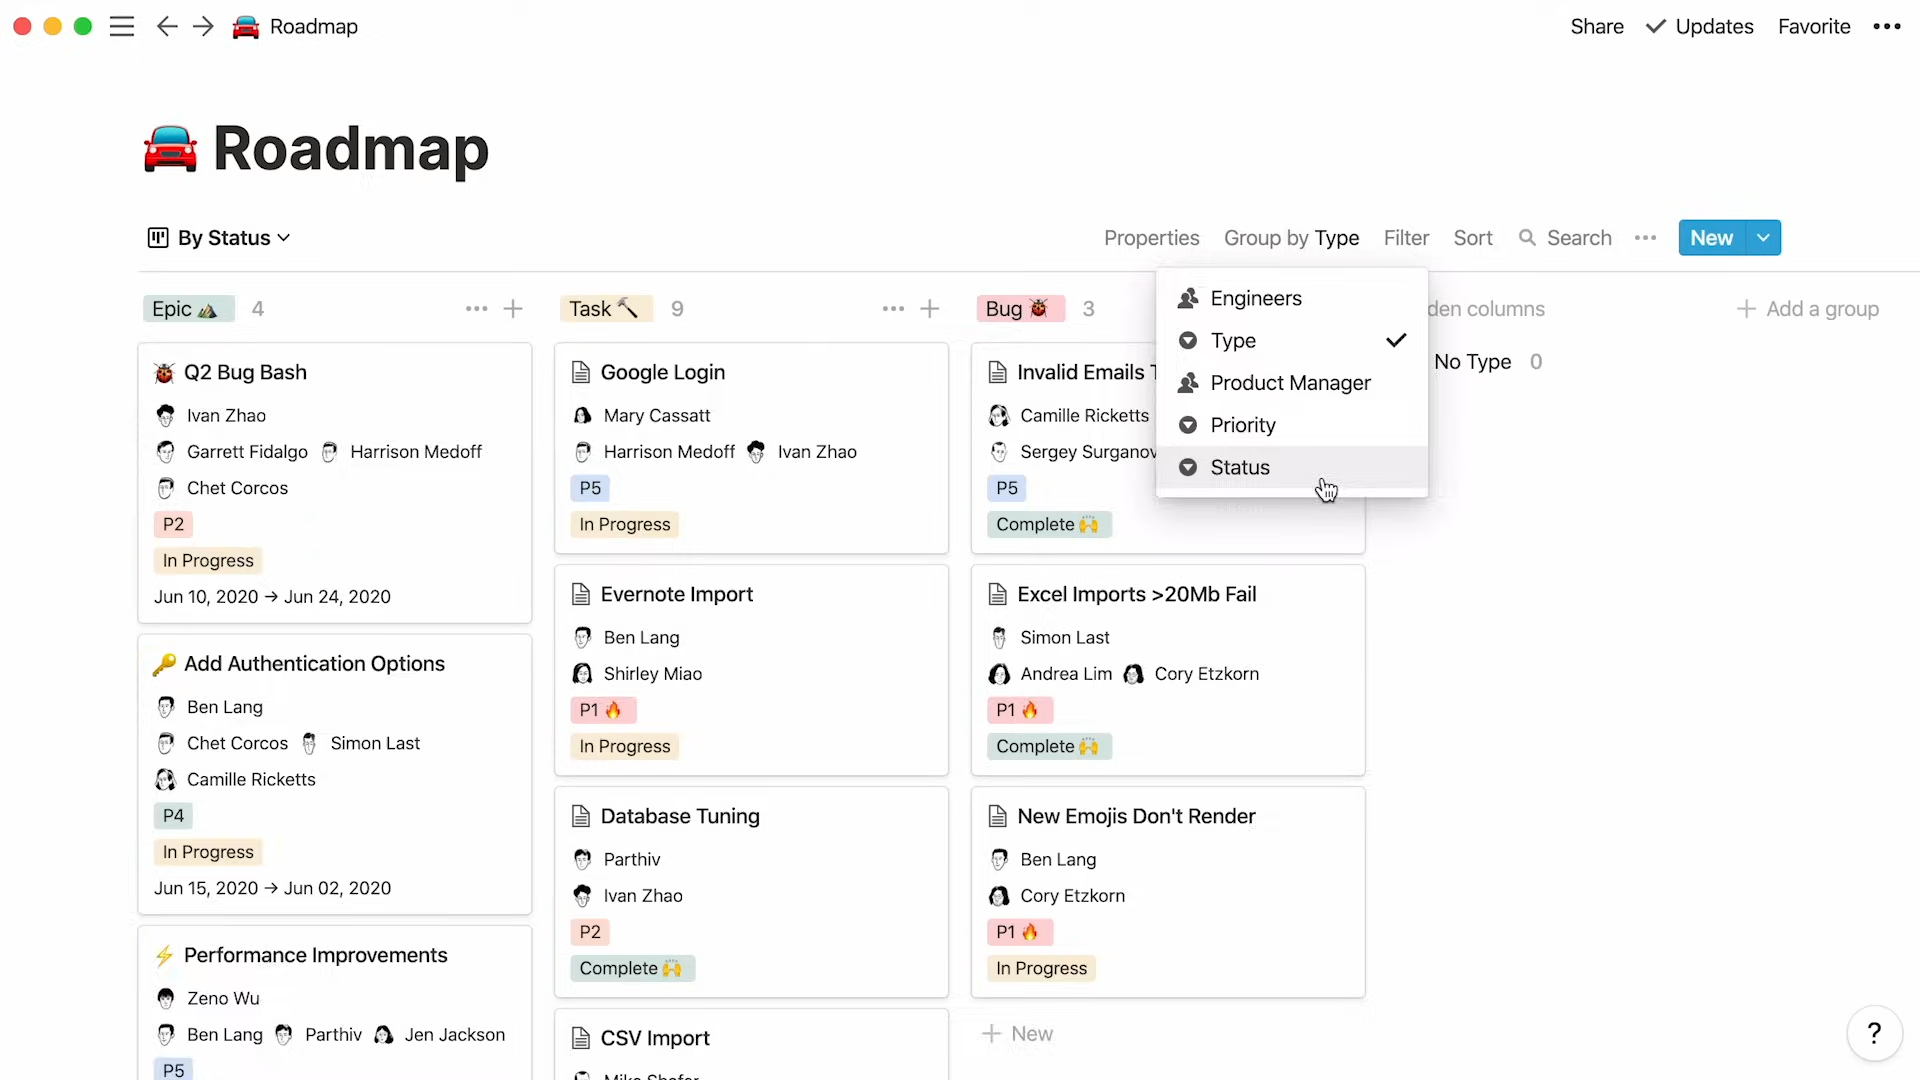 Roadmap
Share
Updates
Favorite
Roadmap
By Status
Properties
Group by Type
Filter
Sort
Search
New
Epic 4
Task 9
Bug 3
den columns
Add a group
Engineers
Type
Product Manager
Priority
Status
No Type 0
Q2 Bug Bash
Ivan Zhao
Garrett Fidalgo Harrison Medoff
Chet Corcos
P2
In Progress
Jun 10, 2020 → Jun 24, 2020
Add Authentication Options
Ben Lang
Chet Corcos Simon Last
Camille Ricketts
P4
In Progress
Jun 15, 2020 → Jun 02, 2020
Performance Improvements
Zeno Wu
Ben Lang Parthiv Jen Jackson
P5
Google Login
Mary Cassatt
Harrison Medoff Ivan Zhao
P5
In Progress
Evernote Import
Ben Lang
Shirley Miao
P1
In Progress
Database Tuning
Parthiv
Ivan Zhao
P2
Complete
CSV Import
Invalid Emails
Camille Ricketts
Sergey Surganov
P5
Complete
Excel Imports >20Mb Fail
Simon Last
Andrea Lim Cory Etzkorn
P1
Complete
New Emojis Don't Render
Ben Lang
Cory Etzkorn
P1
In Progress
New
?